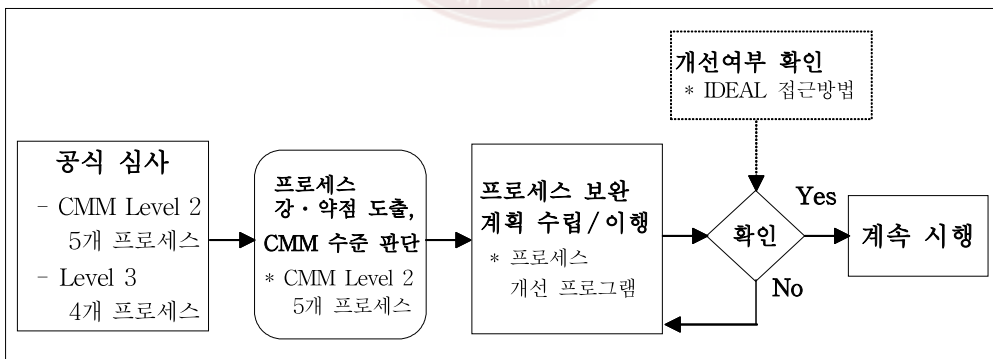 공식 심사
- CMM Level 2
5개 프로세스
- Level 3
4개 프로세스
프로세스
강·약점 도출,
CMM 수준 판단
* CMM Level 2
5개 프로세스
프로세스 보완
계획 수립/이행
* 프로세스
개선 프로그램
개선여부 확인
* IDEAL 접근방법
확인
Yes
No
계속 시행